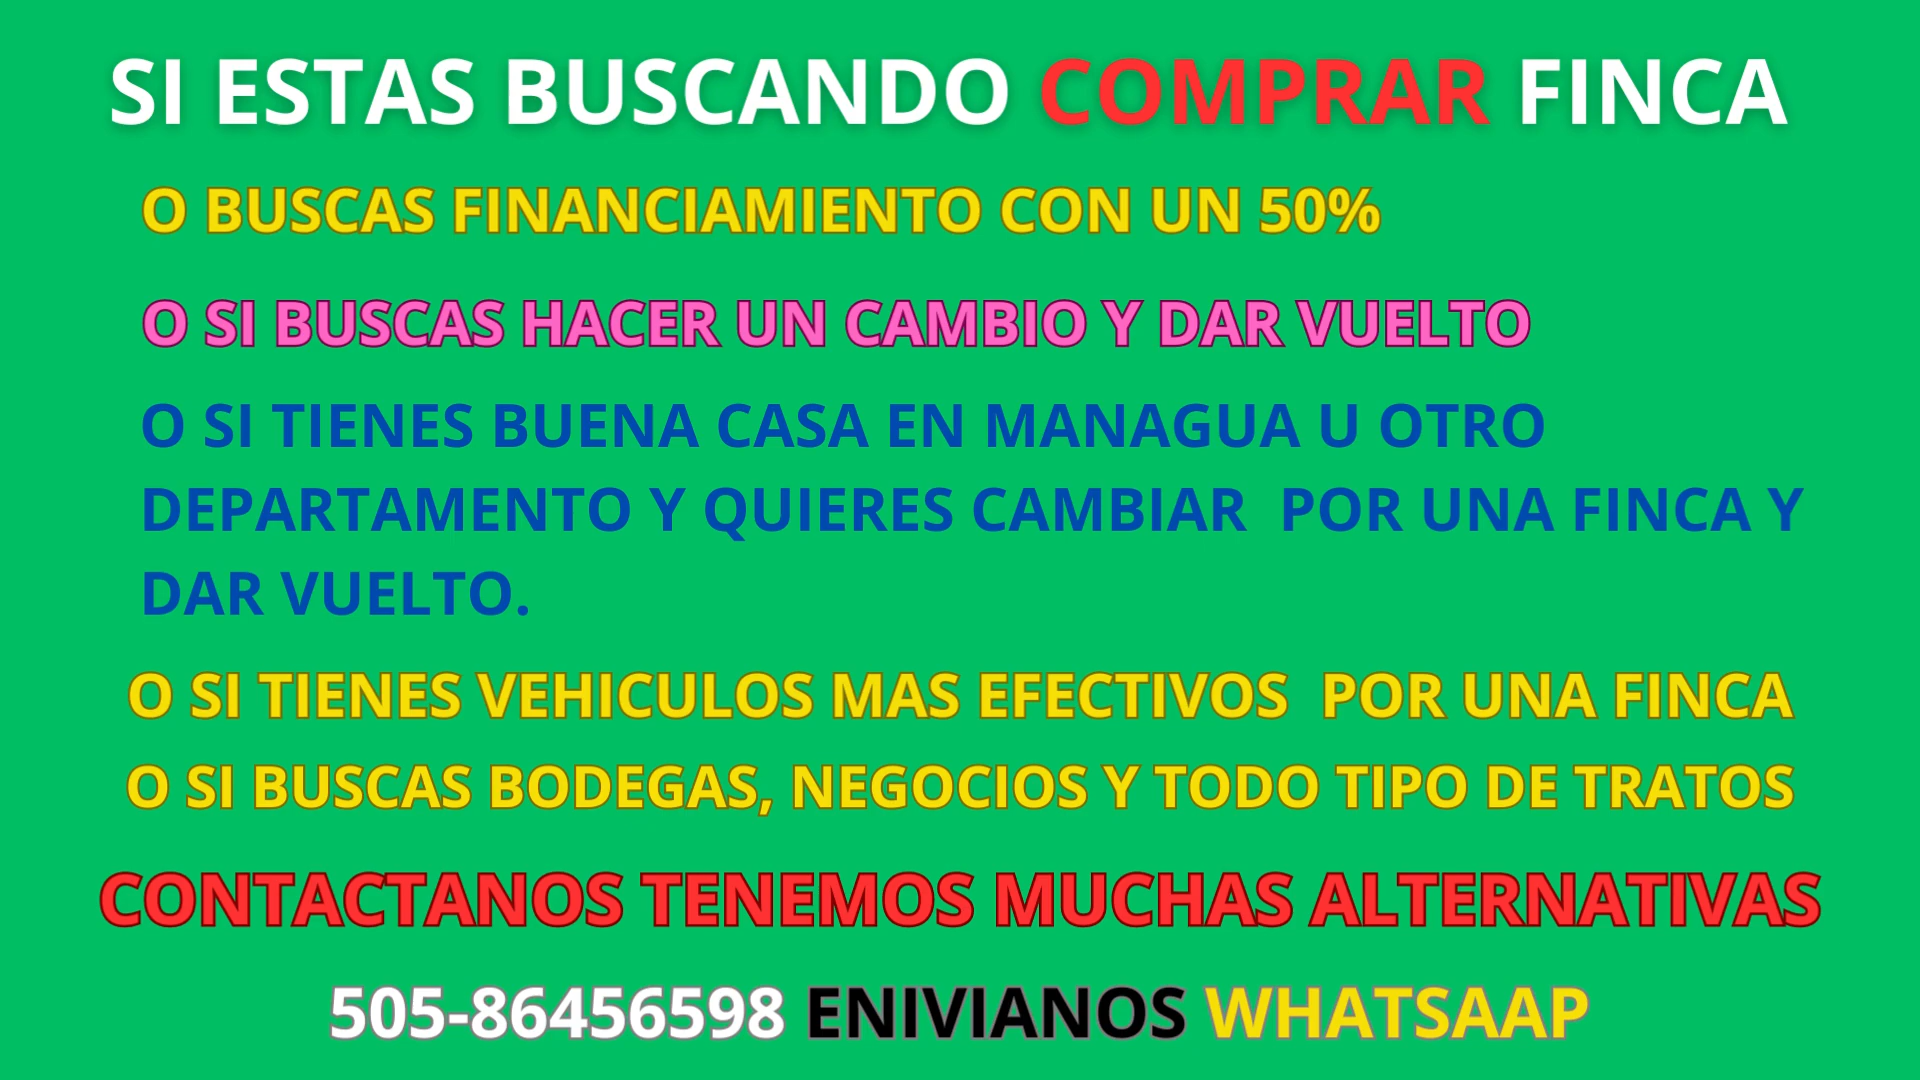 SI ESTAS BUSCANDO COMPRAR FINCA
O BUSCAS FINANCIAMIENTO CON UN 50%
O SI BUSCAS HACER UN CAMBIO Y DAR VUELTO
O SI TIENES BUENA CASA EN MANAGUA U OTRO
DEPARTAMENTO Y QUIERES CAMBIAR  POR UNA FINCA Y
DAR VUELTO.
O SI TIENES VEHICULOS MAS EFECTIVOS  POR UNA FINCA
O SI BUSCAS BODEGAS, NEGOCIOS Y TODO TIPO DE TRATOS
CONTACTANOS TENEMOS MUCHAS ALTERNATIVAS
505-86456598 ENIVIANOS WHATSAAP